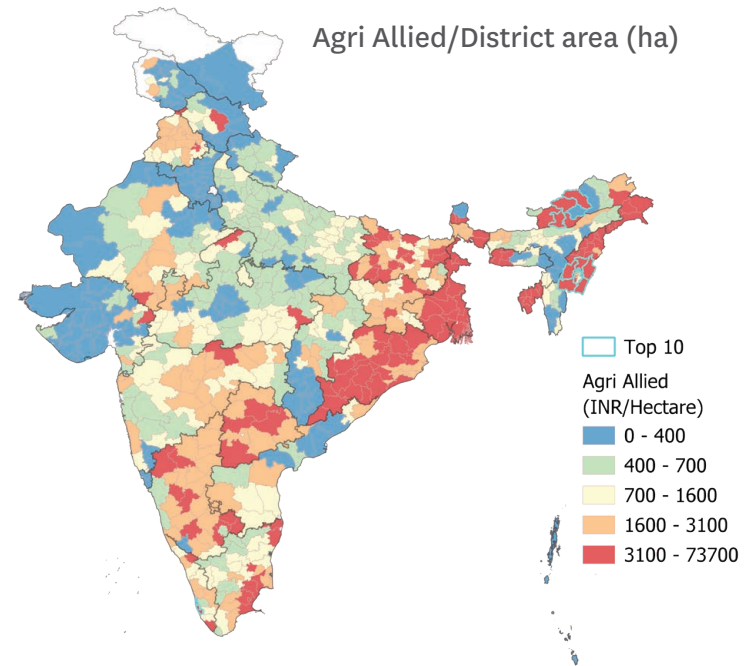 Agri Allied/District area (ha)
Top 10
Agri Allied
(INR/Hectare)
0 - 400
400 - 700
700 - 1600
1600 - 3100
3100 - 73700